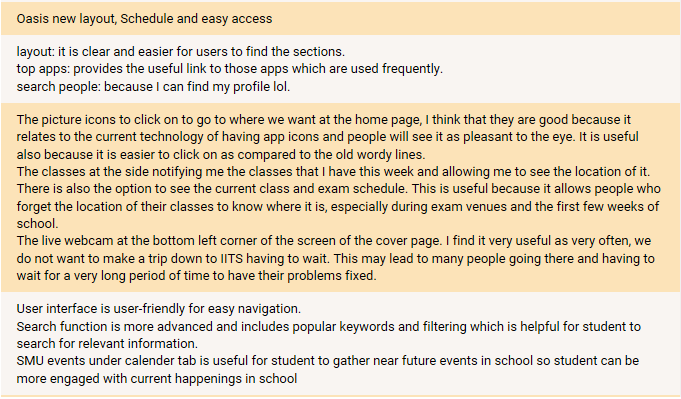 Oasis new layout, Schedule and easy access
layout: it is clear and easier for users to find the sections.
top apps: provides the useful link to those apps which are used frequently.
search people: because I can find my profile lol.
The picture icons to click on to go to where we want at the home page, I think that they are good because it
relates to the current technology of having app icons and people will see it as pleasant to the eye. It is useful
also because it is easier to click on as compared to the old wordy lines.
The classes at the side notifying me the classes that I have this week and allowing me to see the location of it.
There is also the option to see the current class and exam schedule. This is useful because it allows people who
forget the location of their classes to know where it is, especially during exam venues and the first few weeks of
school.
The live webcam at the bottom left corner of the screen of the cover page. I find it very useful as very often, we
do not want to make a trip down to IITS having to wait. This may lead to many people going there and having to
wait for a very long period of time to have their problems fixed.
User interface is user-friendly for easy navigation.
Search function is more advanced and includes popular keywords and filtering which is helpful for student to
search for relevant information.
SMU events under calender tab is useful for student to gather near future events in school so student can be
more engaged with current happenings in school